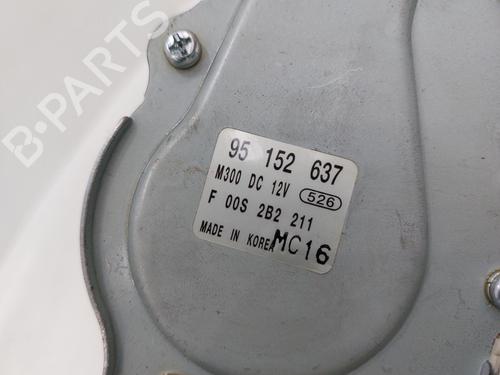 B-PARTS
95 152 637
M300 DC 12V 526
F 00S 2B2 211
MADE IN KOREA MC16